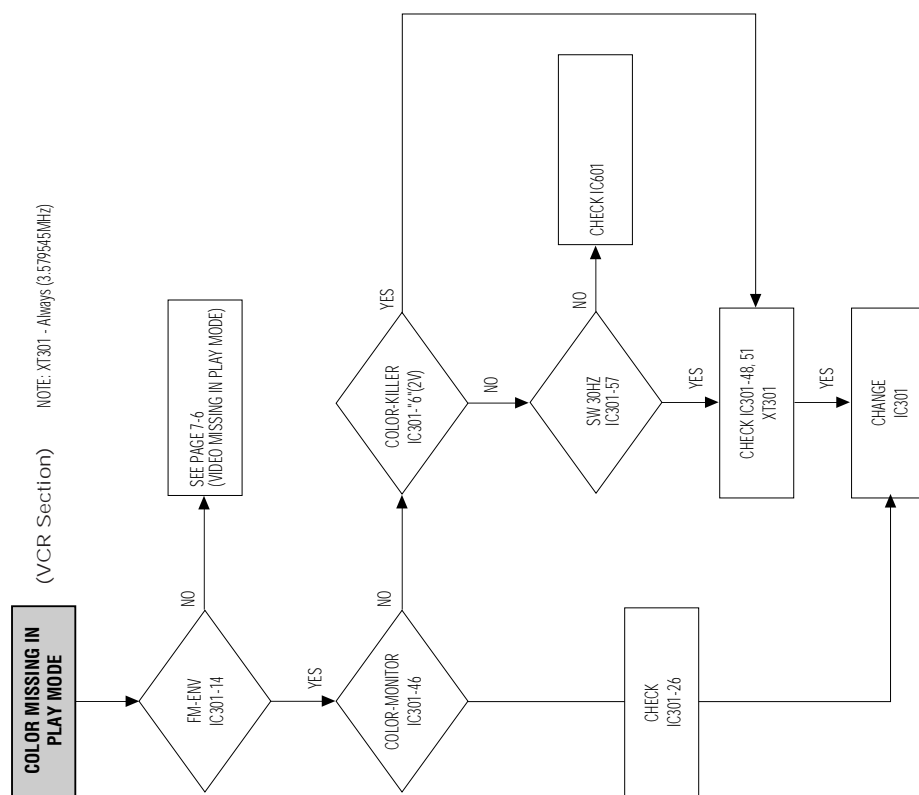 COLOR MISSING IN
PLAY MODE
(VCR Section)
NOTE: XT301 - Always (3.579545MHz)
FM-ENV
IC301-14
NO
SEE PAGE 7-6
(VIDEO MISSING IN PLAY MODE)
YES
COLOR-MONITOR
IC301-46
NO
COLOR-KILLER
IC301-"6"(2V)
YES
NO
SW 30HZ
IC301-57
NO
CHECK IC601
YES
CHECK IC301-48, 51
XT301
YES
CHECK
IC301-26
CHANGE
IC301